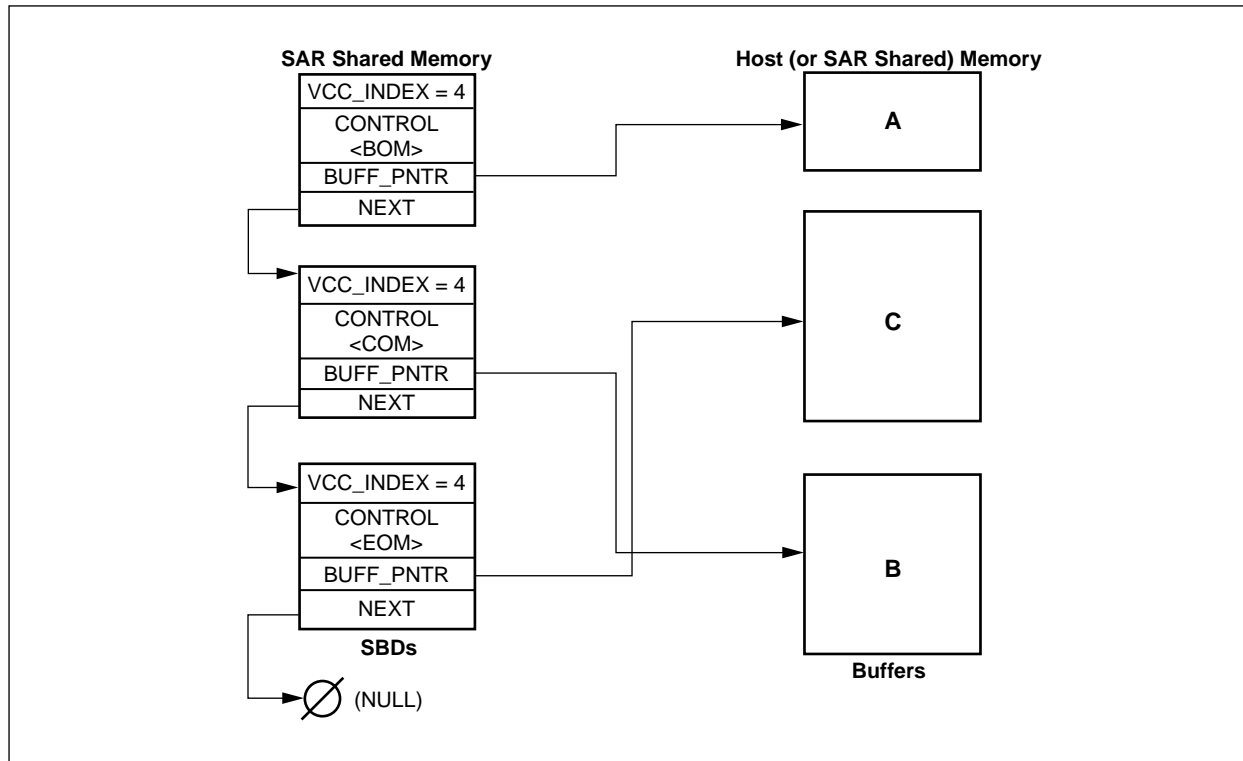 SAR Shared Memory
VCC_INDEX = 4
CONTROL
<BOM>
BUFF_PNTR
NEXT
VCC_INDEX = 4
CONTROL
<COM>
BUFF_PNTR
NEXT
VCC_INDEX = 4
CONTROL
<EOM>
BUFF_PNTR
NEXT
SBDs
(NULL)
Host (or SAR Shared) Memory
A
C
B
Buffers